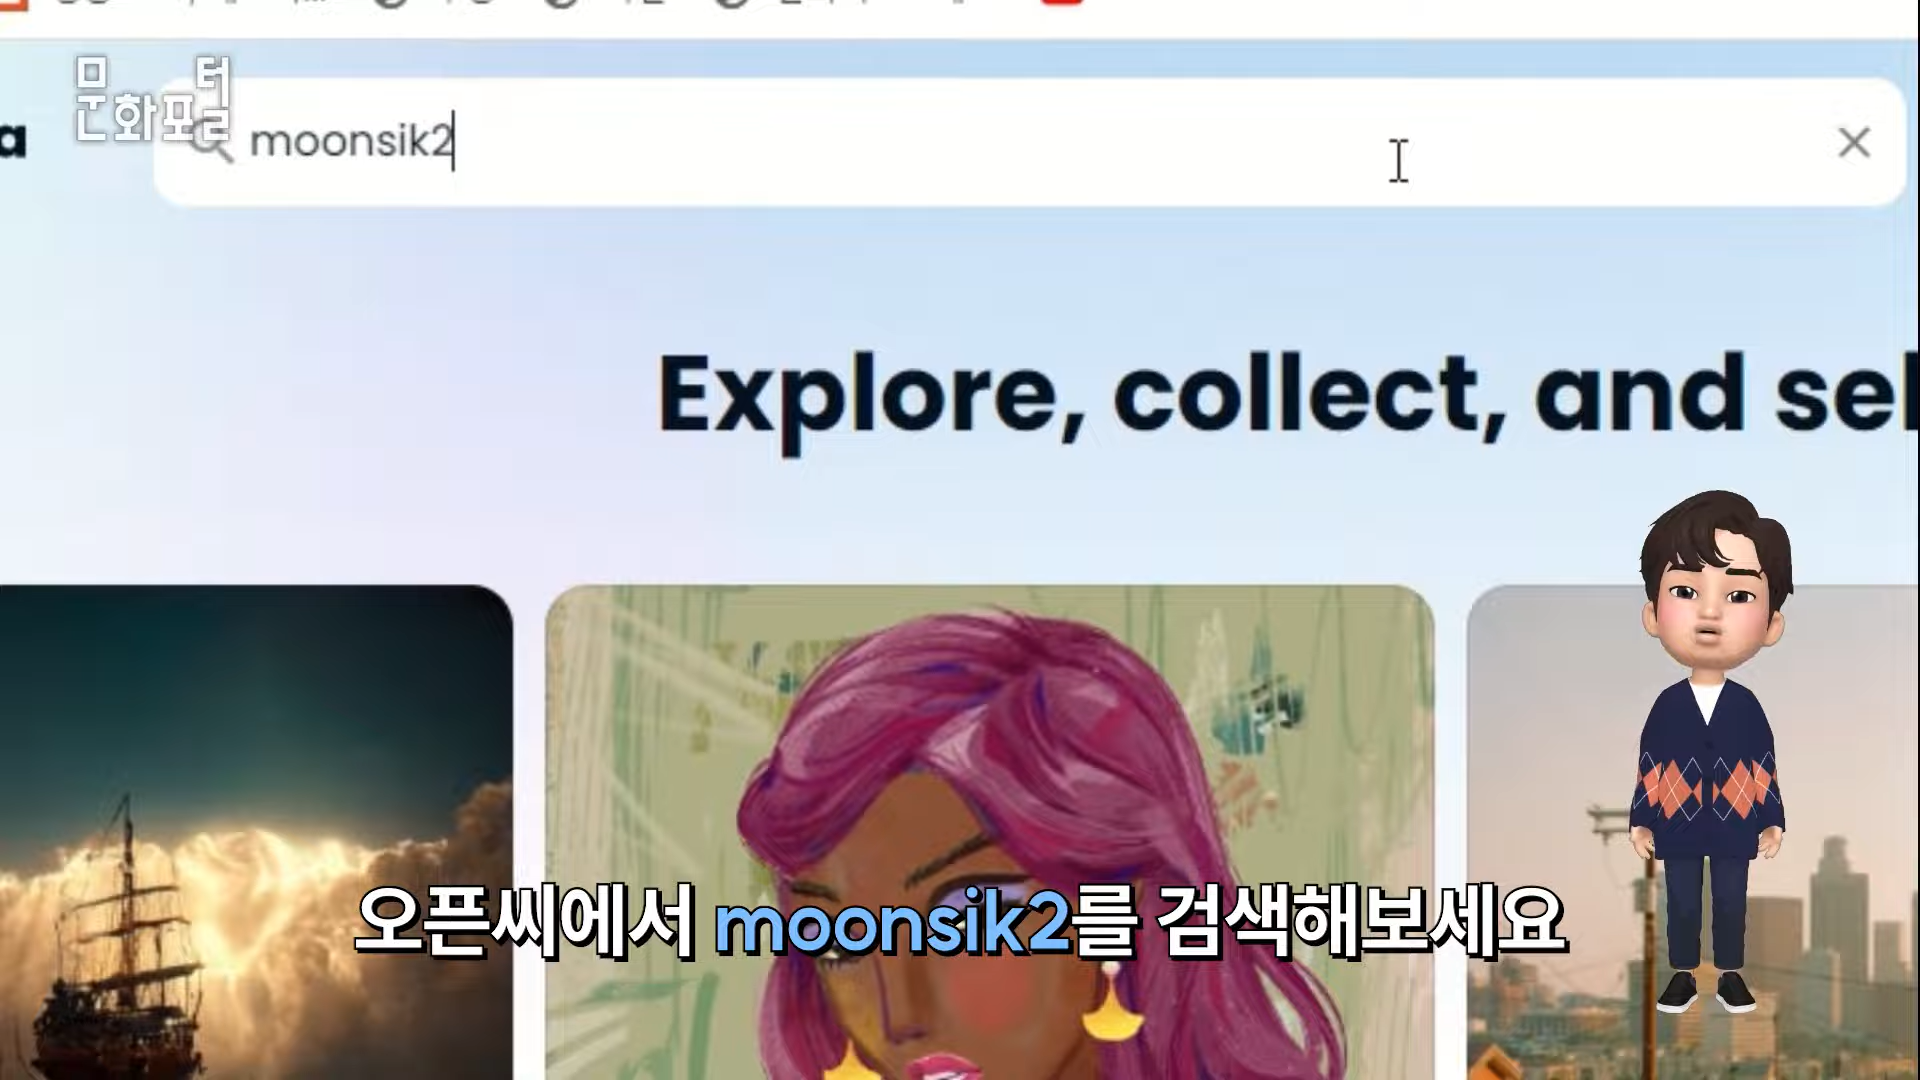 문화포털
a
moonsik2
Explore, collect, and sel
오픈씨에서 moonsik2를 검색해보세요